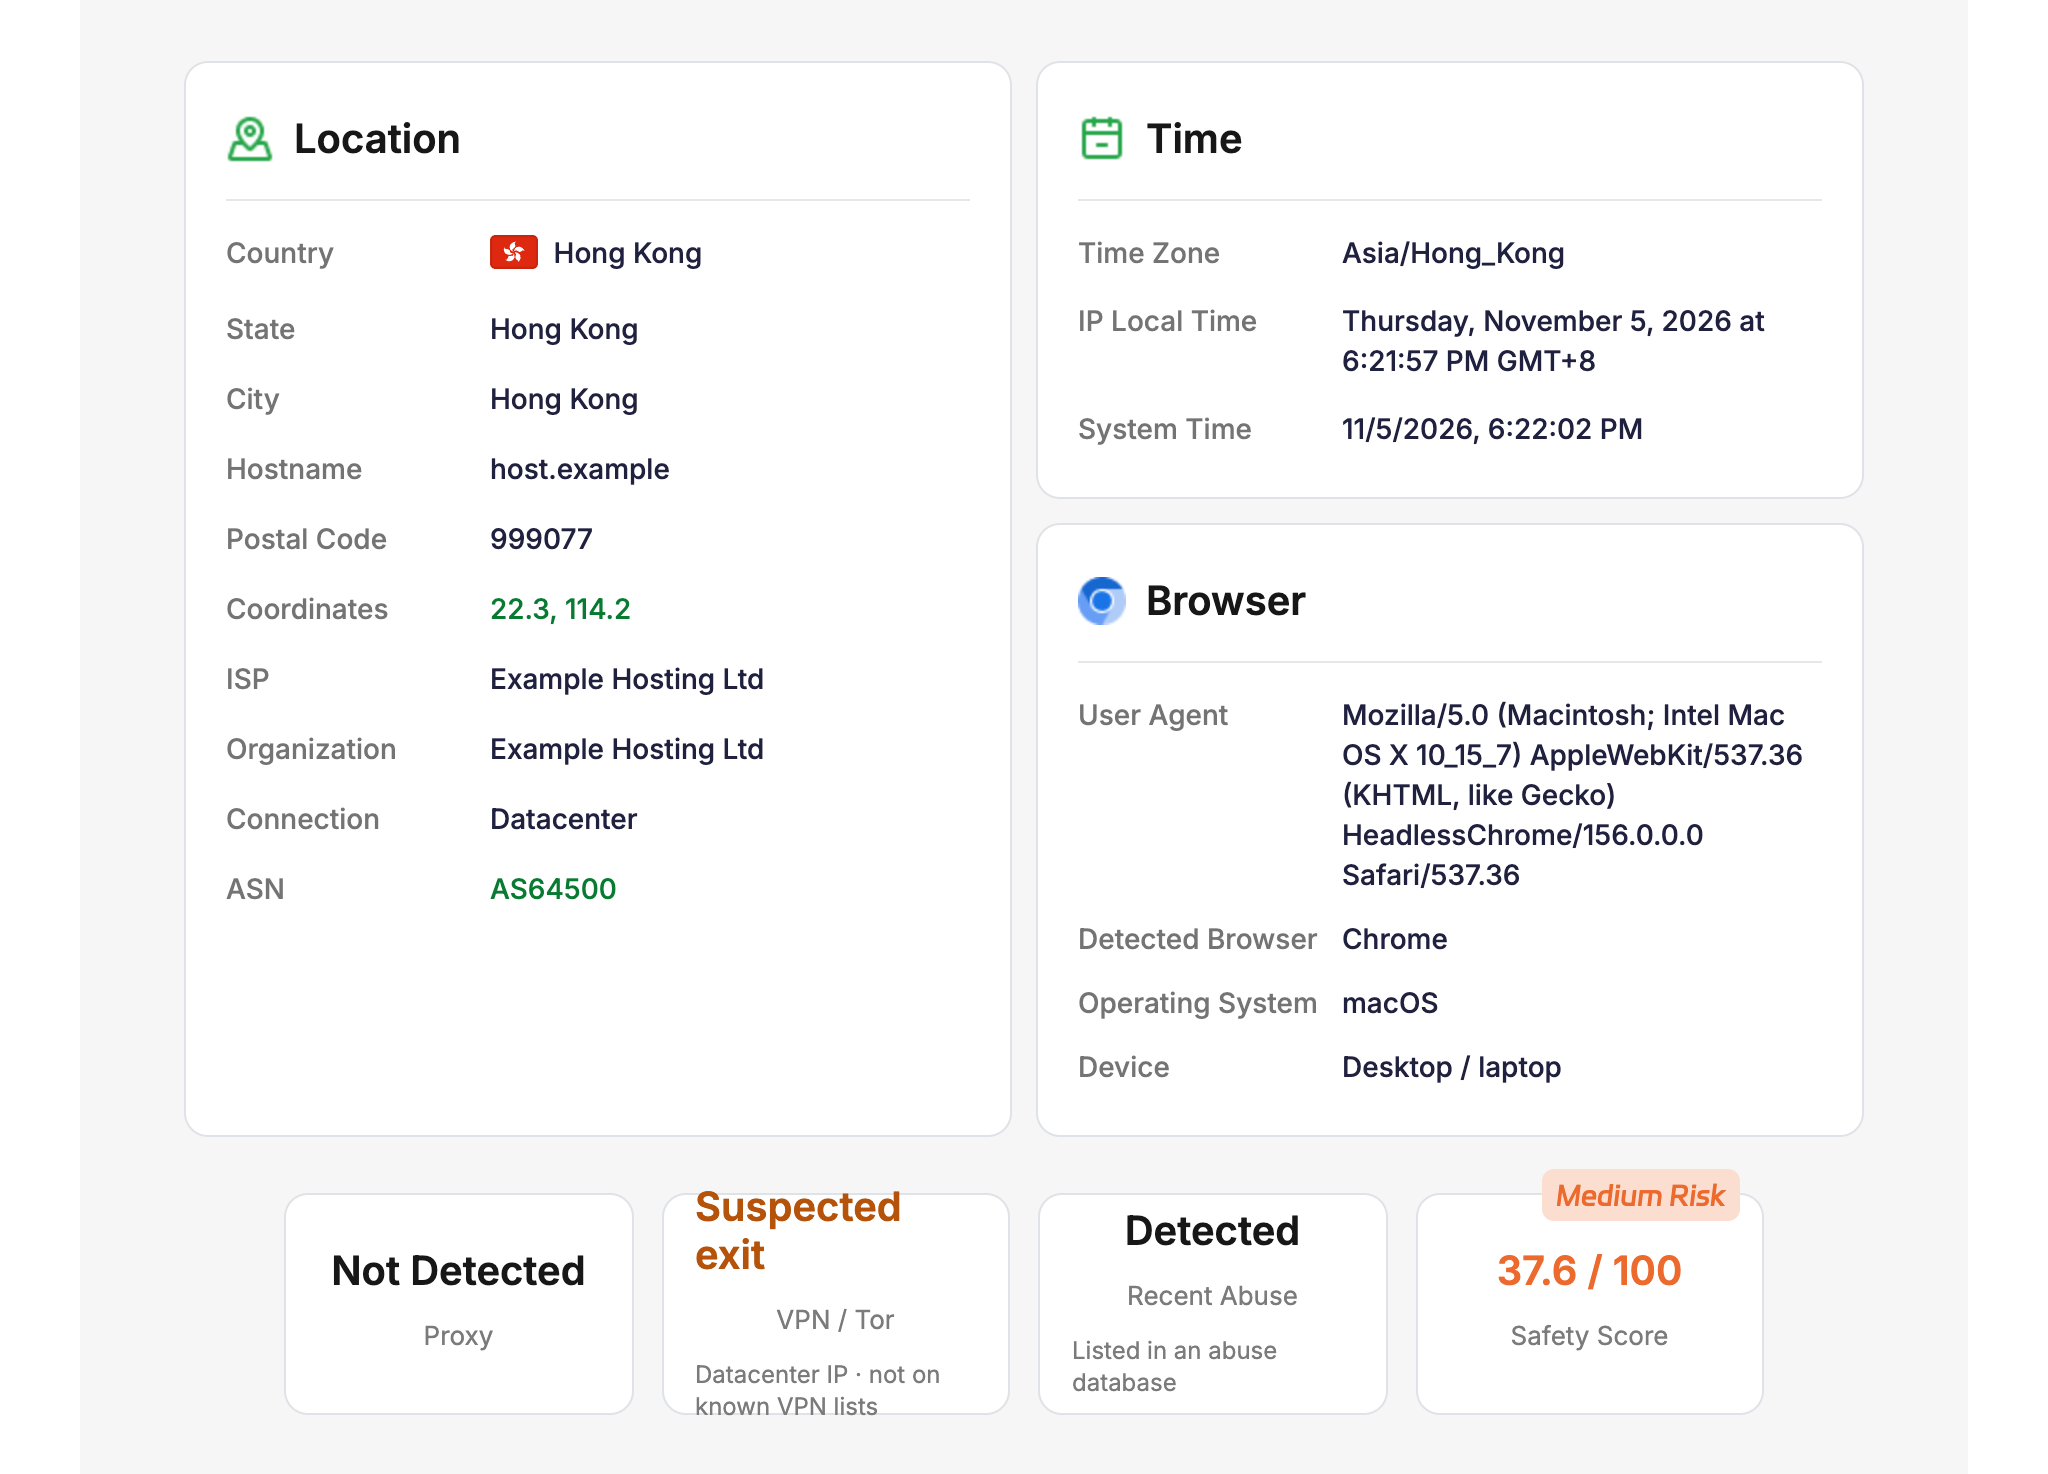 Location
Country Hong Kong
State Hong Kong
City Hong Kong
Hostname host.example
Postal Code 999077
Coordinates 22.3, 114.2
ISP Example Hosting Ltd
Organization Example Hosting Ltd
Connection Datacenter
ASN AS64500
Time
Time Zone Asia/Hong_Kong
IP Local Time Thursday, November 5, 2026 at
6:21:57 PM GMT+8
System Time 11/5/2026, 6:22:02 PM
Browser
User Agent Mozilla/5.0 (Macintosh; Intel Mac
OS X 10_15_7) AppleWebKit/537.36
(KHTML, like Gecko)
HeadlessChrome/156.0.0.0
Safari/537.36
Detected Browser Chrome
Operating System macOS
Device Desktop / laptop
Not Detected
Proxy
Suspected
exit
VPN / Tor
Datacenter IP · not on
known VPN lists
Detected
Recent Abuse
Listed in an abuse
database
Medium Risk
37.6 / 100
Safety Score